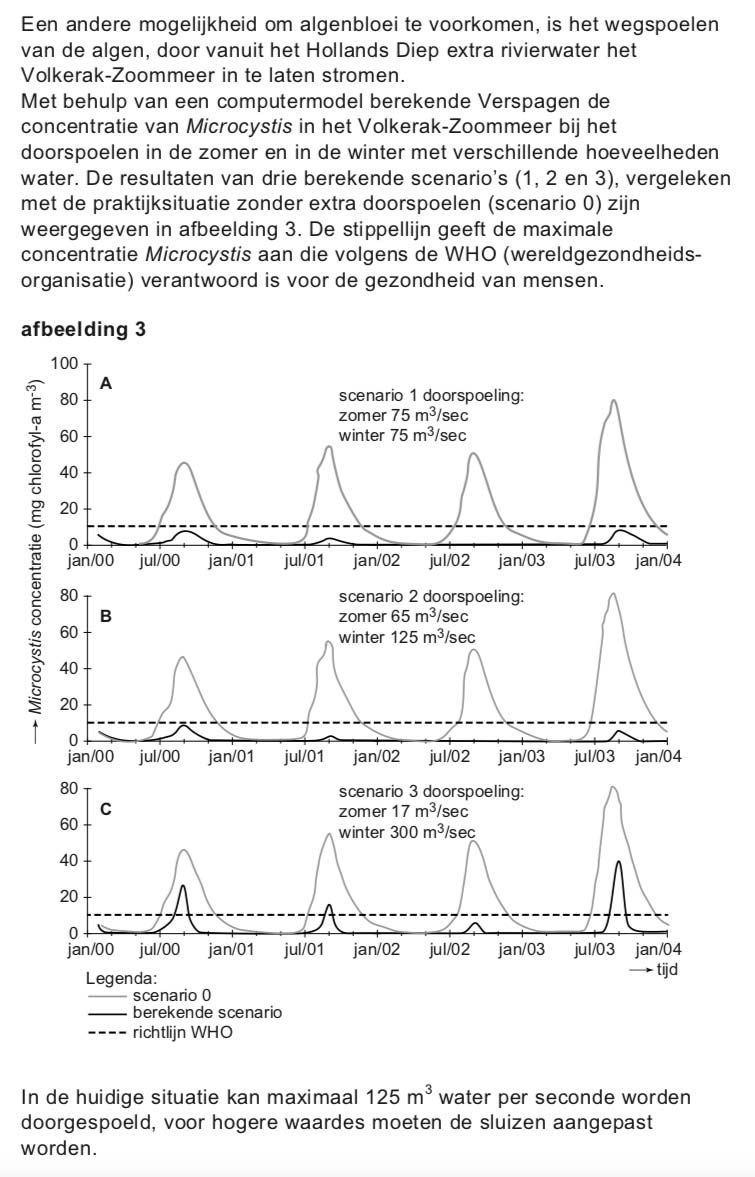 Een andere mogelijkheid om algenbloei te voorkomen, is het wegspoelen
van de algen, door vanuit het Hollands Diep extra rivierwater het
Volkerak-Zoommeer in te laten stromen.
Met behulp van een computermodel berekende Verspagen de
concentratie van Microcystis in het Volkerak-Zoommeer bij het
doorspoelen in de zomer en in de winter met verschillende hoeveelheden
water. De resultaten van drie berekende scenario's (1, 2 en 3), vergeleken
met de praktijksituatie zonder extra doorspoelen (scenario 0) zijn
weergegeven in afbeelding 3. De stippellijn geeft de maximale
concentratie Microcystis aan die volgens de WHO (wereldgezondheids-
organisatie) verantwoord is voor de gezondheid van mensen.
afbeelding 3
Microcystis concentratie (mg chlorofyl-a m⁻³)
100
80
60
40
20
0
A
scenario 1 doorspoeling:
zomer 75 m³/sec
winter 75 m³/sec
jan/00 jul/00 jan/01 jul/01 jan/02 jul/02 jan/03 jul/03 jan/04
80
60
40
20
0
B
scenario 2 doorspoeling:
zomer 65 m³/sec
winter 125 m³/sec
jan/00 jul/00 jan/01 jul/01 jan/02 jul/02 jan/03 jul/03 jan/04
80
60
40
20
0
C
scenario 3 doorspoeling:
zomer 17 m³/sec
winter 300 m³/sec
jan/00 jul/00 jan/01 jul/01 jan/02 jul/02 jan/03 jul/03 jan/04
tijd
Legenda:
scenario 0
berekende scenario
richtlijn WHO
In de huidige situatie kan maximaal 125 m³ water per seconde worden
doorgespoeld, voor hogere waardes moeten de sluizen aangepast
worden.